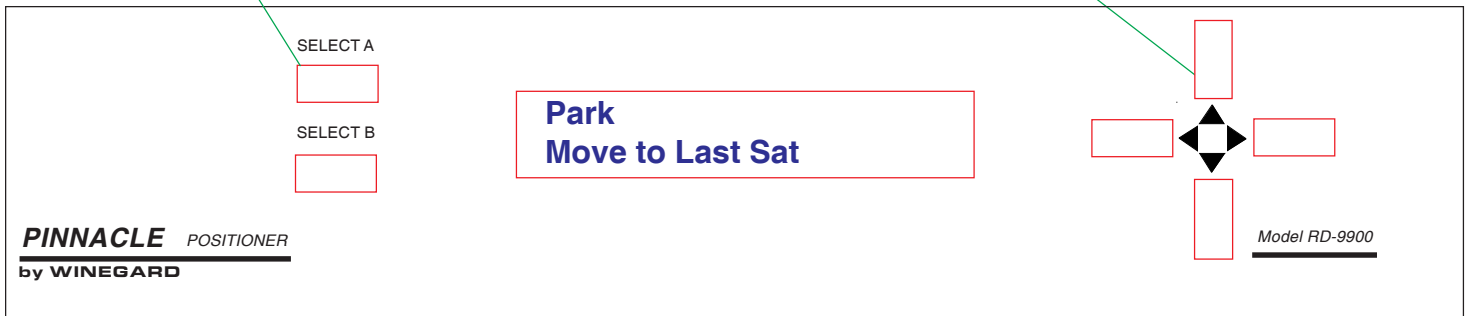 SELECT A
Park
SELECT B
Move to Last Sat
PINNACLE POSITIONER
Model RD-9900
by WINEGARD